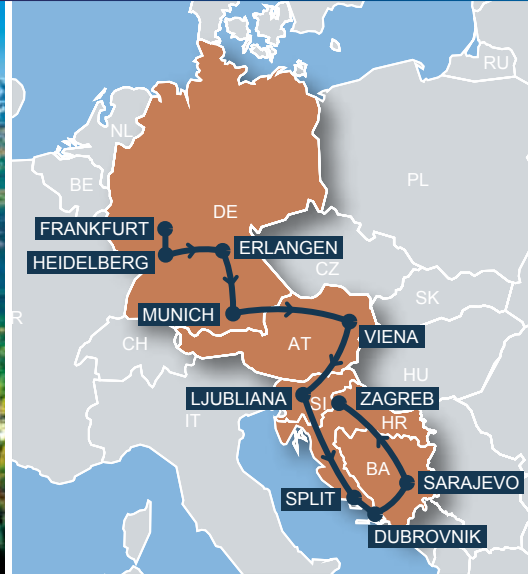 RU
NL
BE
PL
DE
FRANKFURT
HEIDELBERG
ERLANGEN
CZ
SK
MUNICH
VIENA
R
CH
AT
HU
LJUBLIANA
SI
ZAGREB
IT
HR
BA
SARAJEVO
SPLIT
DUBROVNIK